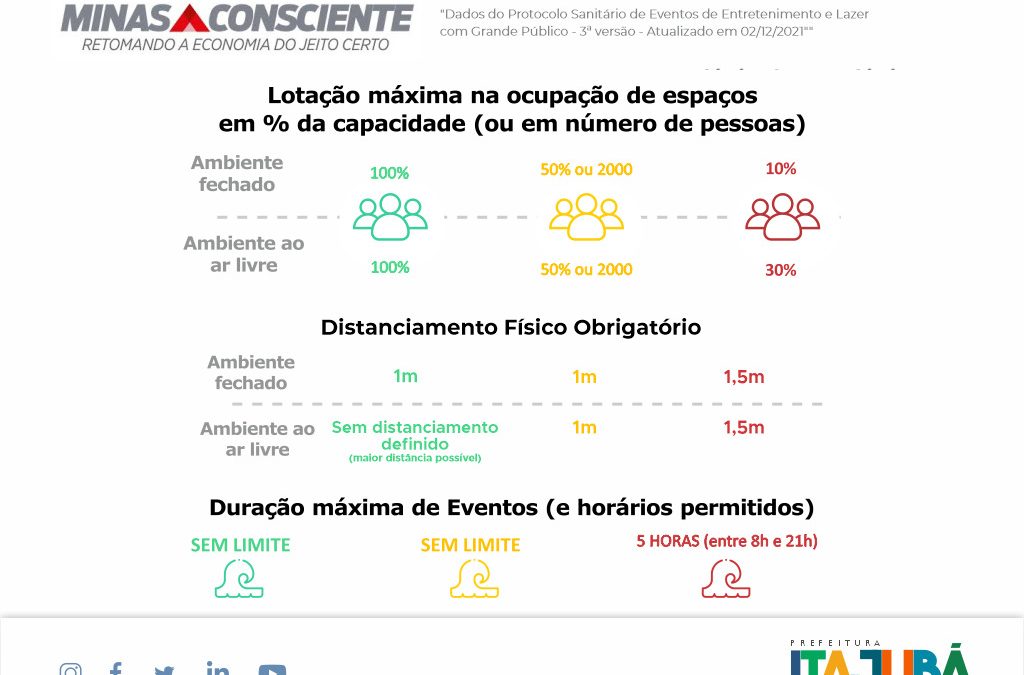 MINAS CONSCIENTE
RETOMANDO A ECONOMIA DO JEITO CERTO
"Dados do Protocolo Sanitário de Eventos de Entretenimento e Lazer
com Grande Público - 3ª versão - Atualizado em 02/12/2021""
Lotação máxima na ocupação de espaços
em % da capacidade (ou em número de pessoas)
Ambiente
fechado
100%
50% ou 2000
10%
Ambiente ao
ar livre
100%
50% ou 2000
30%
Distanciamento Físico Obrigatório
Ambiente
fechado
1m
1m
1,5m
Ambiente ao
ar livre
Sem distanciamento
definido
(maior distância possível)
1m
1,5m
Duração máxima de Eventos (e horários permitidos)
SEM LIMITE
SEM LIMITE
5 HORAS (entre 8h e 21h)
PREFEITURA
ITAJUBÁ